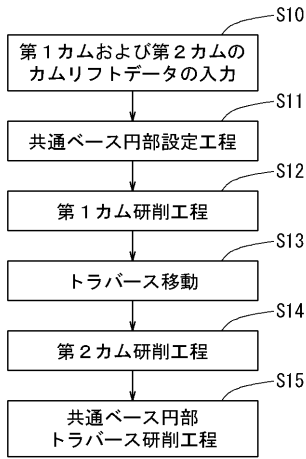 S10
第１カムおよび第２カムの
カムリフトデータの入力
S11
共通ベース円部設定工程
S12
第１カム研削工程
S13
トラバース移動
S14
第２カム研削工程
S15
共通ベース円部
トラバース研削工程